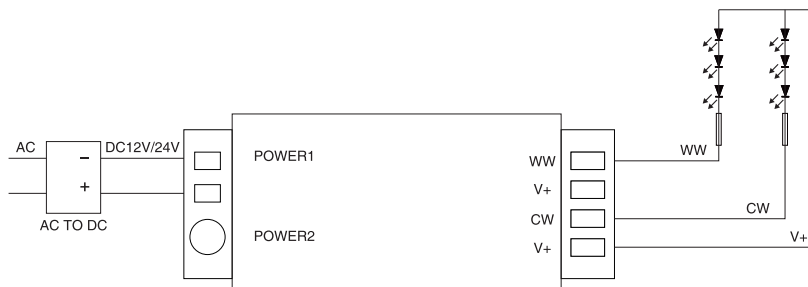 AC
DC12V/24V
−
+
AC TO DC
POWER1
POWER2
WW
V+
CW
V+
WW
CW
V+